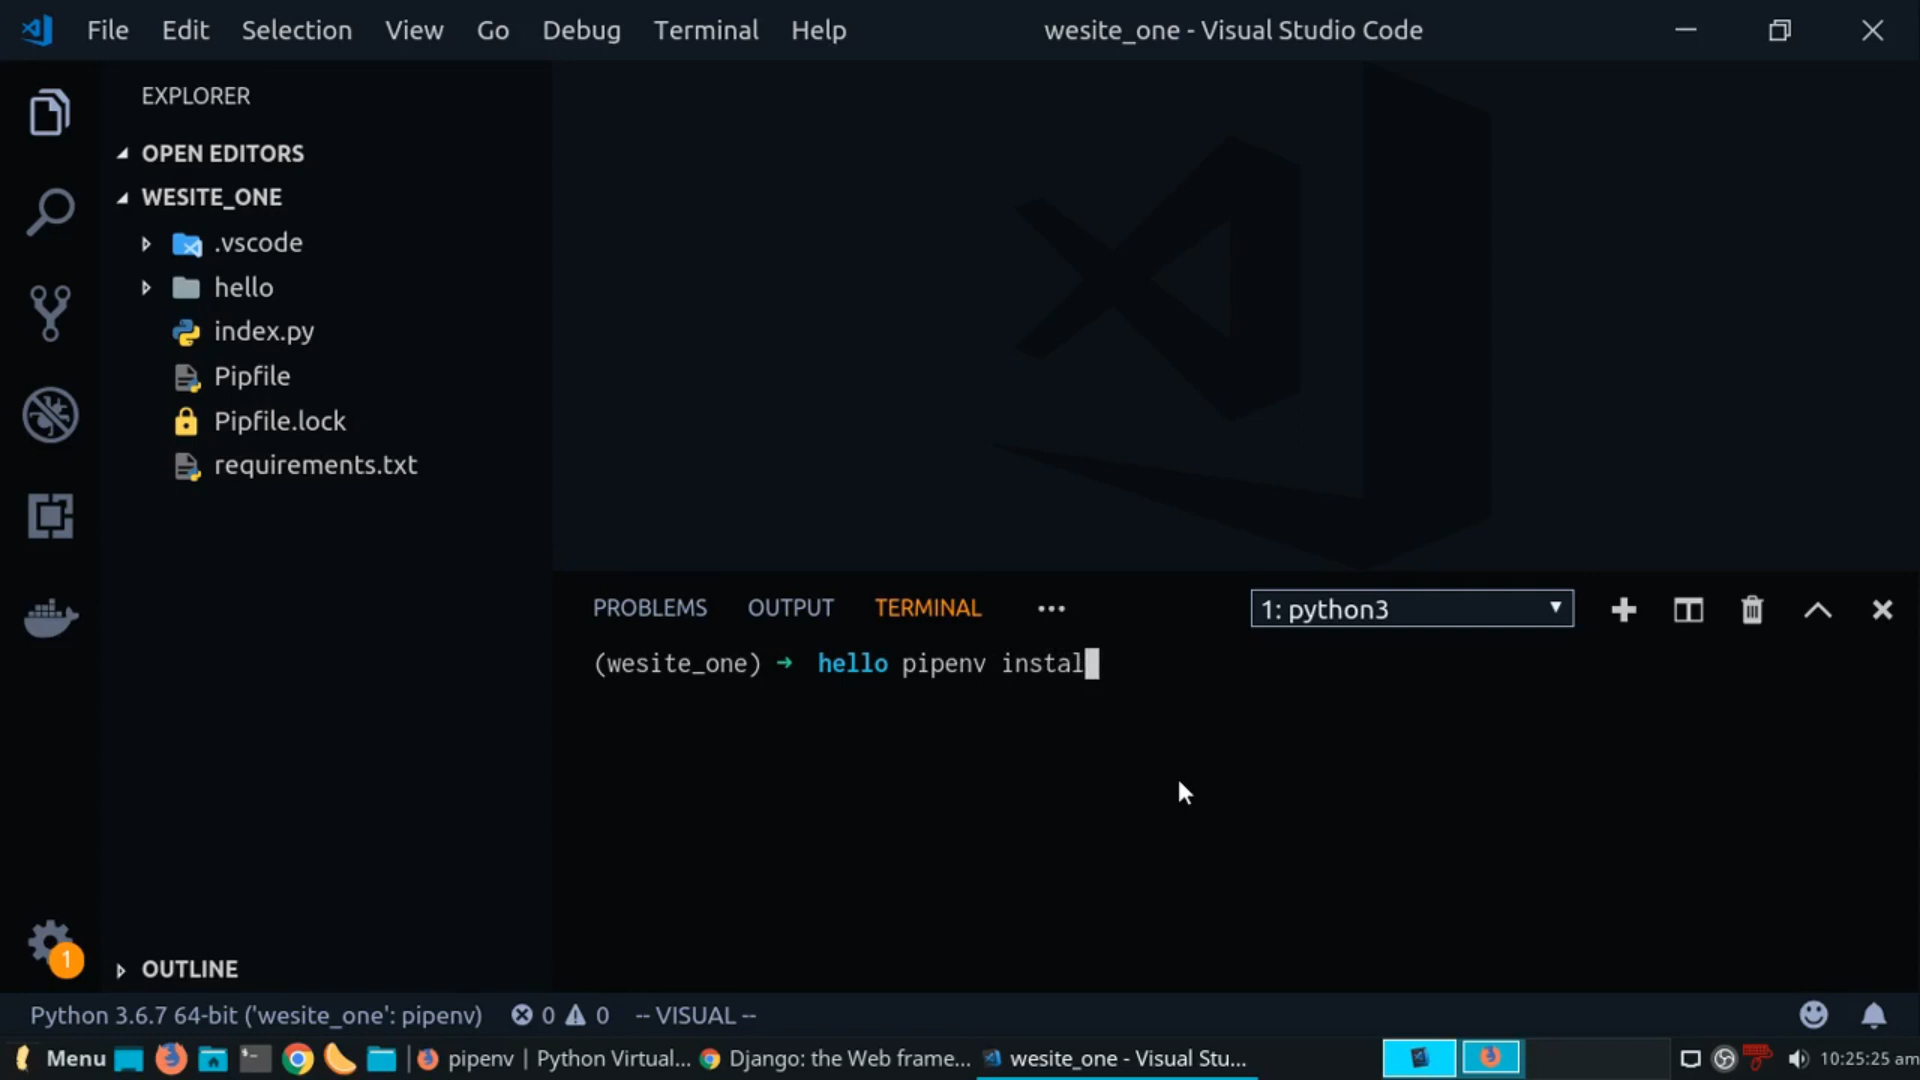 File Edit Selection View Go Debug Terminal Help wesite_one - Visual Studio Code
EXPLORER
OPEN EDITORS
WESITE_ONE
.vscode
hello
index.py
Pipfile
Pipfile.lock
requirements.txt
PROBLEMS OUTPUT TERMINAL ••• 1: python3
(wesite_one) ➜ hello pipenv instal
1
OUTLINE
Python 3.6.7 64-bit ('wesite_one': pipenv) 0 0 -- VISUAL --
Menu pipenv | Python Virtual... Django: the Web frame... wesite_one - Visual Stu... 10:25:25 am